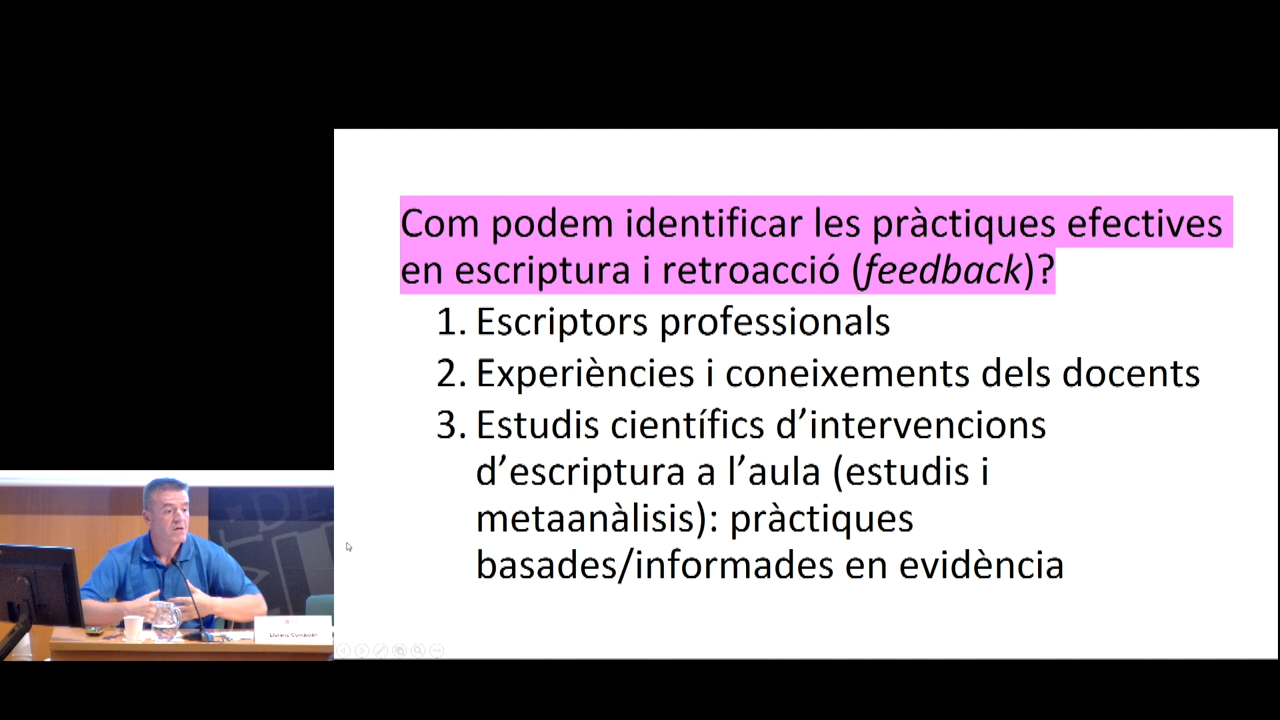 Com podem identificar les pràctiques efectives
en escriptura i retroacció (feedback)?
1. Escriptors professionals
2. Experiències i coneixements dels docents
3. Estudis científics d’intervencions
d’escriptura a l’aula (estudis i
metaanàlisis): pràctiques
basades/informades en evidència